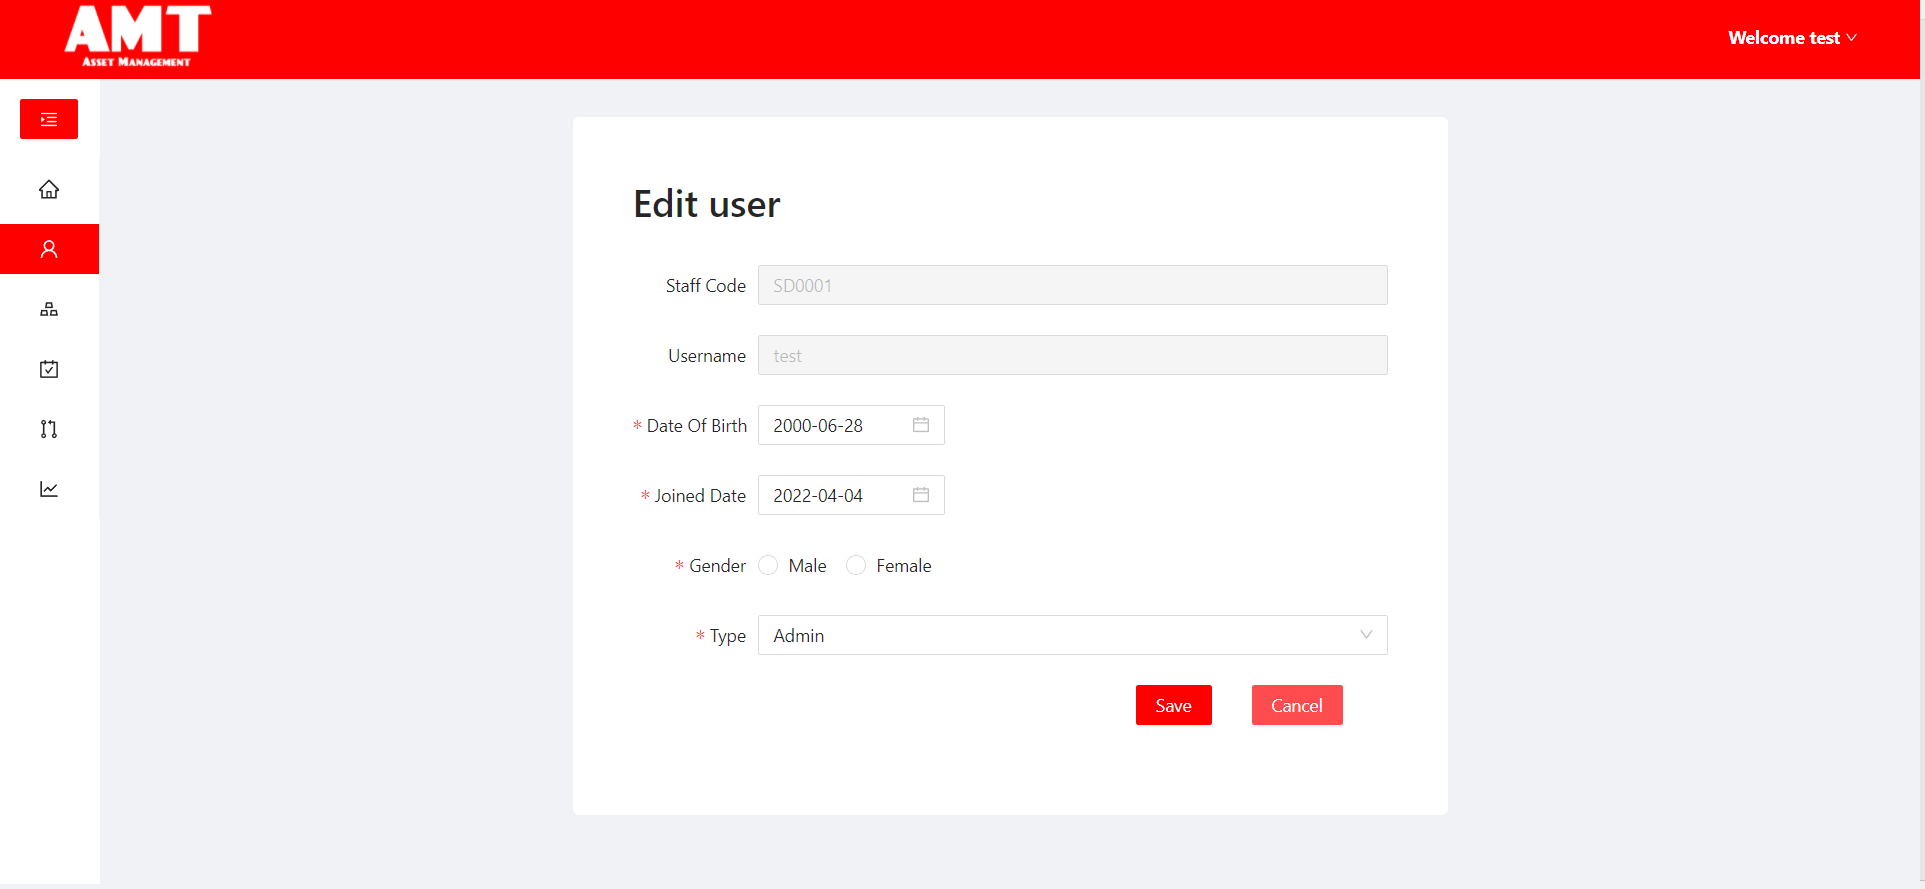 AMT
ASSET MANAGEMENT
Welcome test
Edit user
Staff Code SD0001
Username test
* Date Of Birth 2000-06-28
* Joined Date 2022-04-04
* Gender Male Female
* Type Admin
Save Cancel